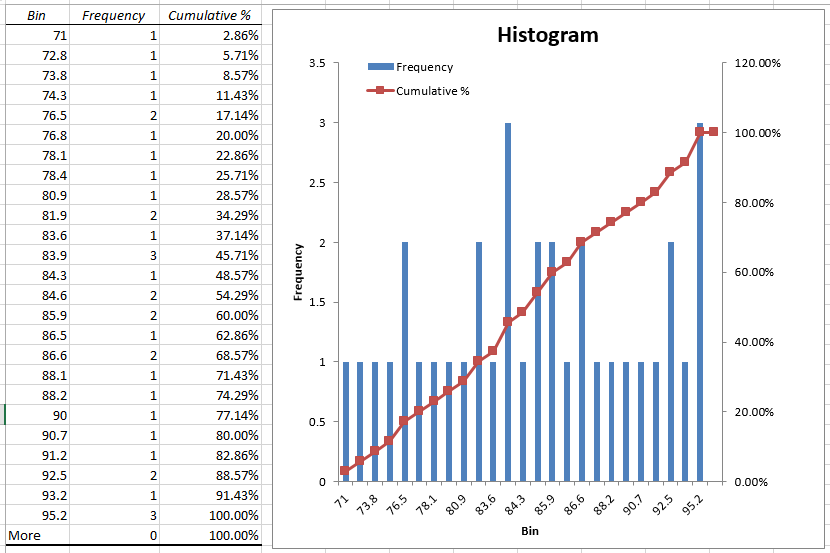 Bin Frequency Cumulative %
71 1 2.86%
72.8 1 5.71%
73.8 1 8.57%
74.3 1 11.43%
76.5 2 17.14%
76.8 1 20.00%
78.1 1 22.86%
78.4 1 25.71%
80.9 1 28.57%
81.9 2 34.29%
83.6 1 37.14%
83.9 3 45.71%
84.3 1 48.57%
84.6 2 54.29%
85.9 2 60.00%
86.5 1 62.86%
86.6 2 68.57%
88.1 1 71.43%
88.2 1 74.29%
90 1 77.14%
90.7 1 80.00%
91.2 1 82.86%
92.5 2 88.57%
93.2 1 91.43%
95.2 3 100.00%
More 0 100.00%
Histogram
Frequency
Cumulative %
3.5
3
2.5
2
1.5
1
0.5
0
Frequency
120.00%
100.00%
80.00%
60.00%
40.00%
20.00%
0.00%
71 73.8 76.5 78.1 80.9 83.6 84.3 85.9 86.6 88.2 90.7 92.5 95.2
Bin